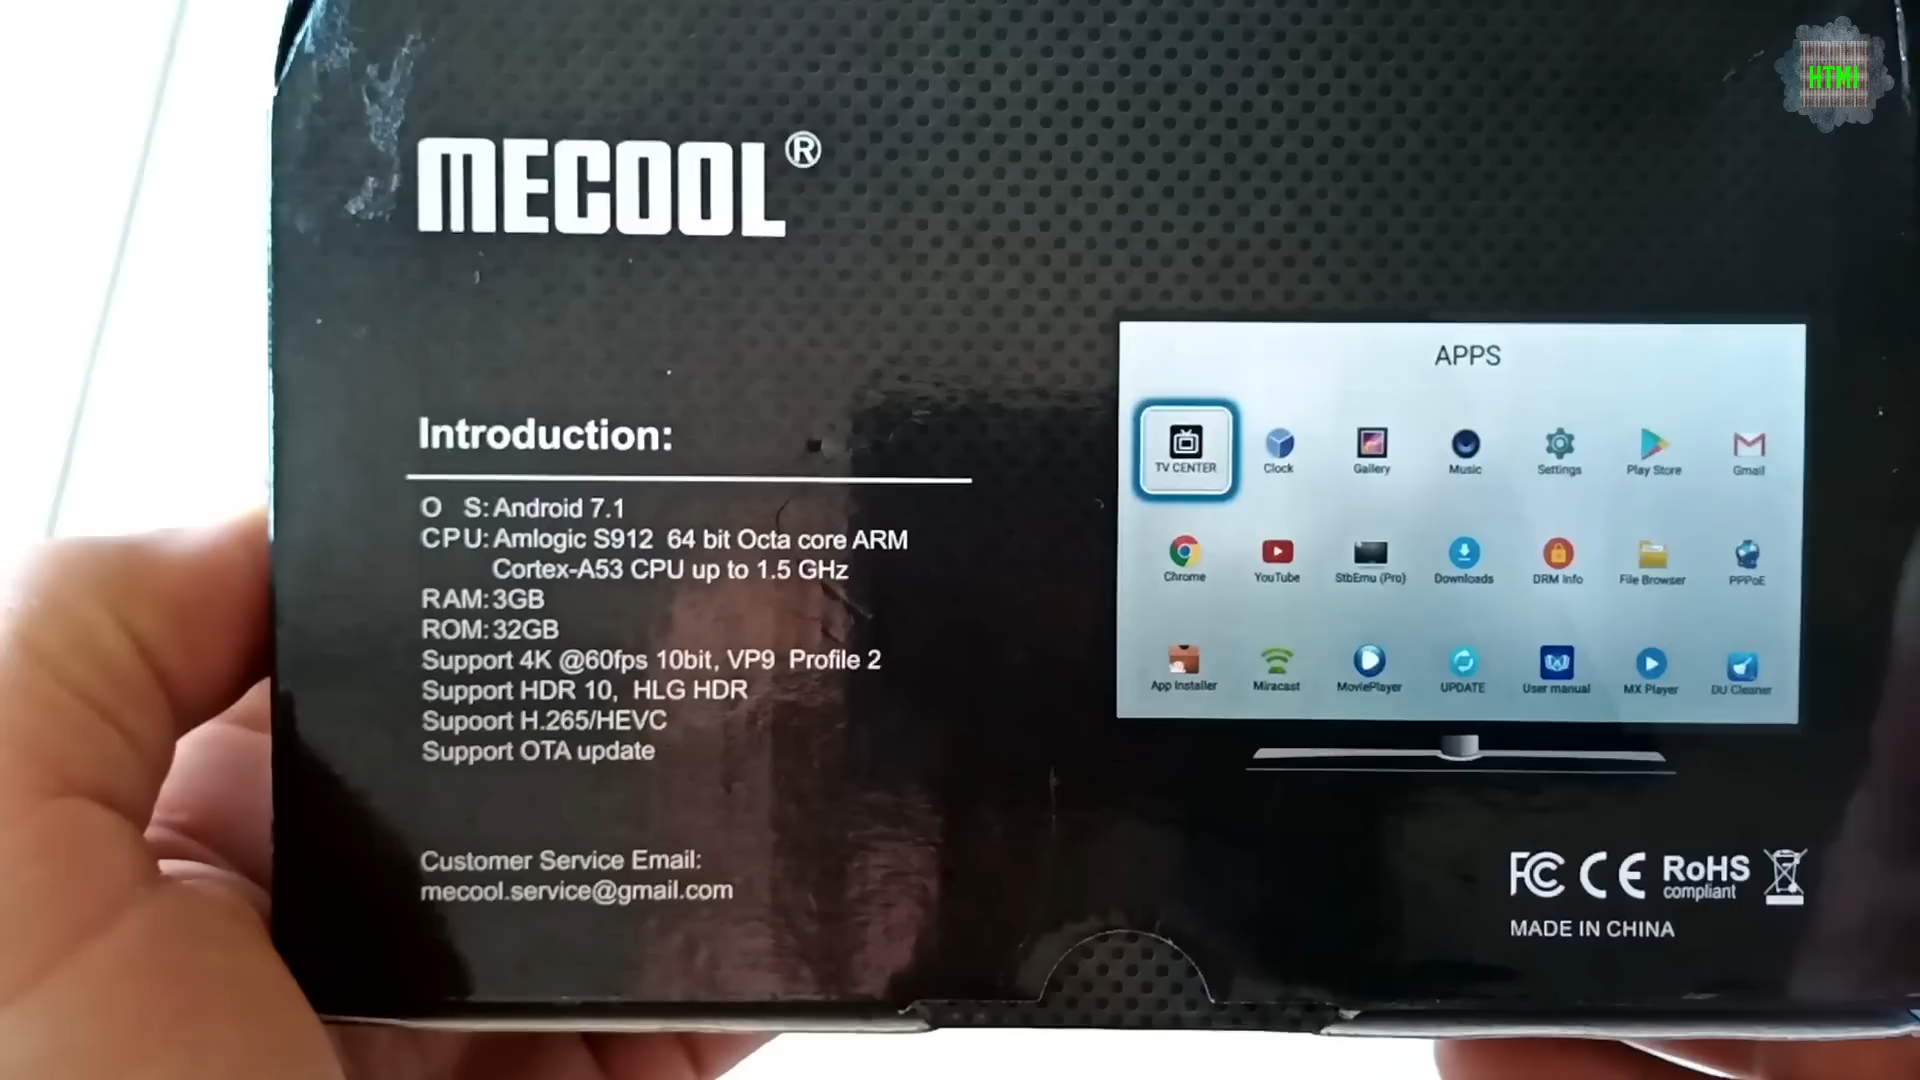 HTMI
MECOOL®
Introduction:
O S: Android 7.1
CPU: Amlogic S912 64 bit Octa core ARM
Cortex-A53 CPU up to 1.5 GHz
RAM: 3GB
ROM: 32GB
Support 4K @60fps 10bit, VP9 Profile 2
Support HDR 10, HLG HDR
Supoort H.265/HEVC
Support OTA update
Customer Service Email:
mecool.service@gmail.com
APPS
TV CENTER Clock Gallery Music Settings Play Store Gmail
Chrome YouTube StbEmu (Pro) Downloads DRM Info File Browser PPPoE
App Installer Miracast MoviePlayer UPDATE User manual MX Player DU Cleaner
FC CE RoHS
compliant
MADE IN CHINA